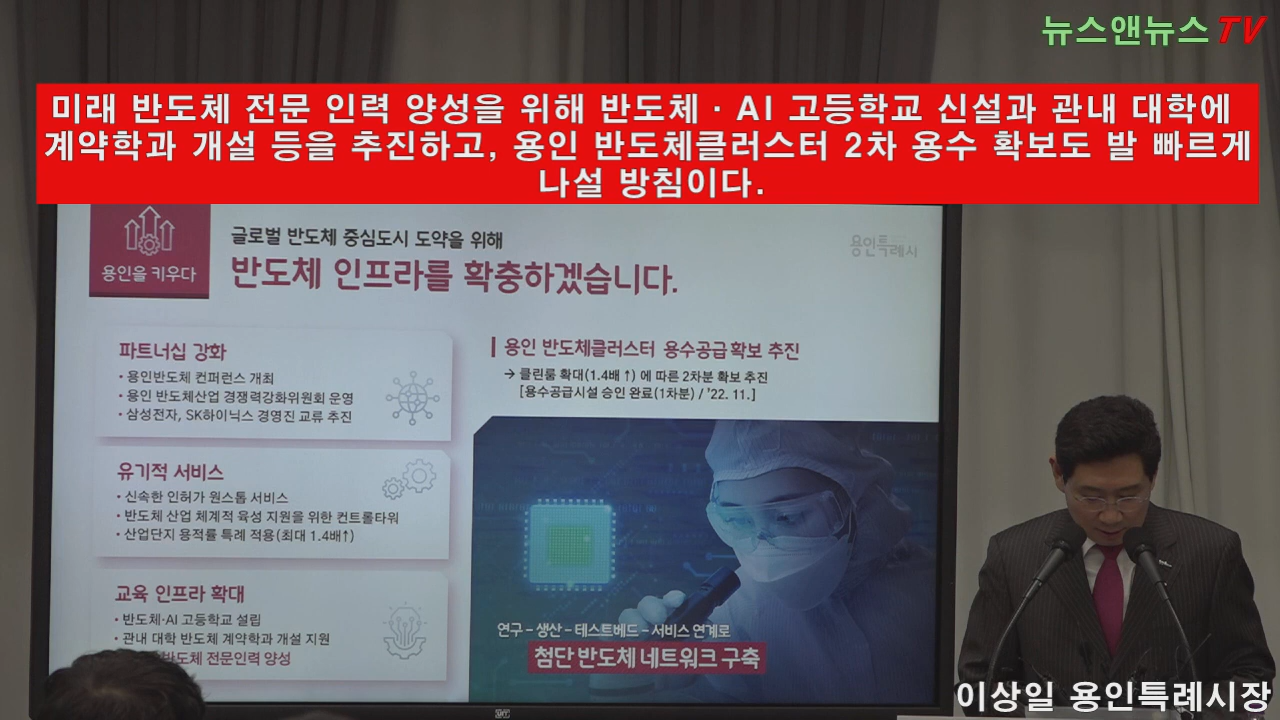 뉴스앤뉴스TV
미래 반도체 전문 인력 양성을 위해 반도체·AI 고등학교 신설과 관내 대학에
계약학과 개설 등을 추진하고, 용인 반도체클러스터 2차 용수 확보도 발 빠르게
나설 방침이다.
용인을 키우다
글로벌 반도체 중심도시 도약을 위해
반도체 인프라를 확충하겠습니다.
용인특례시
파트너십 강화
• 용인반도체 컨퍼런스 개최
• 용인 반도체산업 경쟁력강화위원회 운영
• 삼성전자, SK하이닉스 경영진 교류 추진
유기적 서비스
• 신속한 인허가 원스톱 서비스
• 반도체 산업 체계적 육성 지원을 위한 컨트롤타워
• 산업단지 용적률 특례 적용(최대 1.4배↑)
교육 인프라 확대
• 반도체·AI 고등학교 설립
• 관내 대학 반도체 계약학과 개설 지원
반도체 전문인력 양성
용인 반도체클러스터 용수공급 확보 추진
→ 클린룸 확대(1.4배 ↑) 에 따른 2차분 확보 추진
[용수공급시설 승인 완료(1차분) / '22. 11.]
연구 – 생산 – 테스트베드 – 서비스 연계로
첨단 반도체 네트워크 구축
이상일 용인특례시장